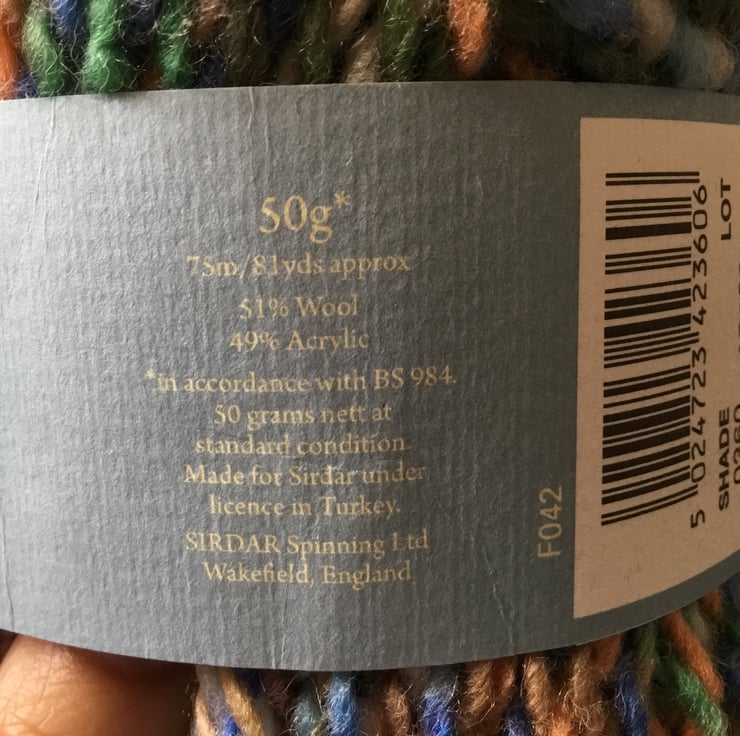 50g*
75m/81yds approx
51% Wool
49% Acrylic
*in accordance with BS 984.
50 grams nett at
standard condition.
Made for Sirdar under
licence in Turkey.
SIRDAR Spinning Ltd
Wakefield, England
F042
5 024723 423606
SHADE
LOT